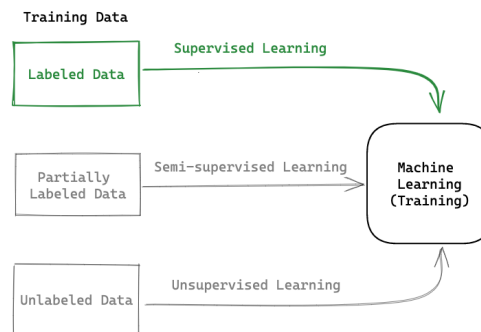 Training Data
Supervised Learning
Labeled Data
Semi-supervised Learning
Partially
Labeled Data
Machine
Learning
(Training)
Unsupervised Learning
Unlabeled Data